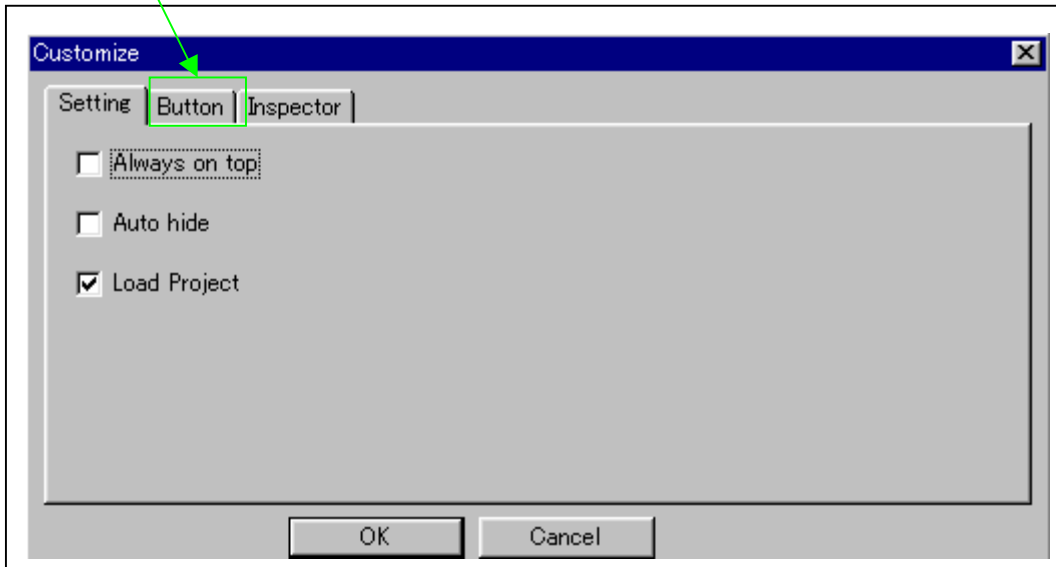 Customize
Setting Button Inspector
Always on top
Auto hide
Load Project
OK Cancel